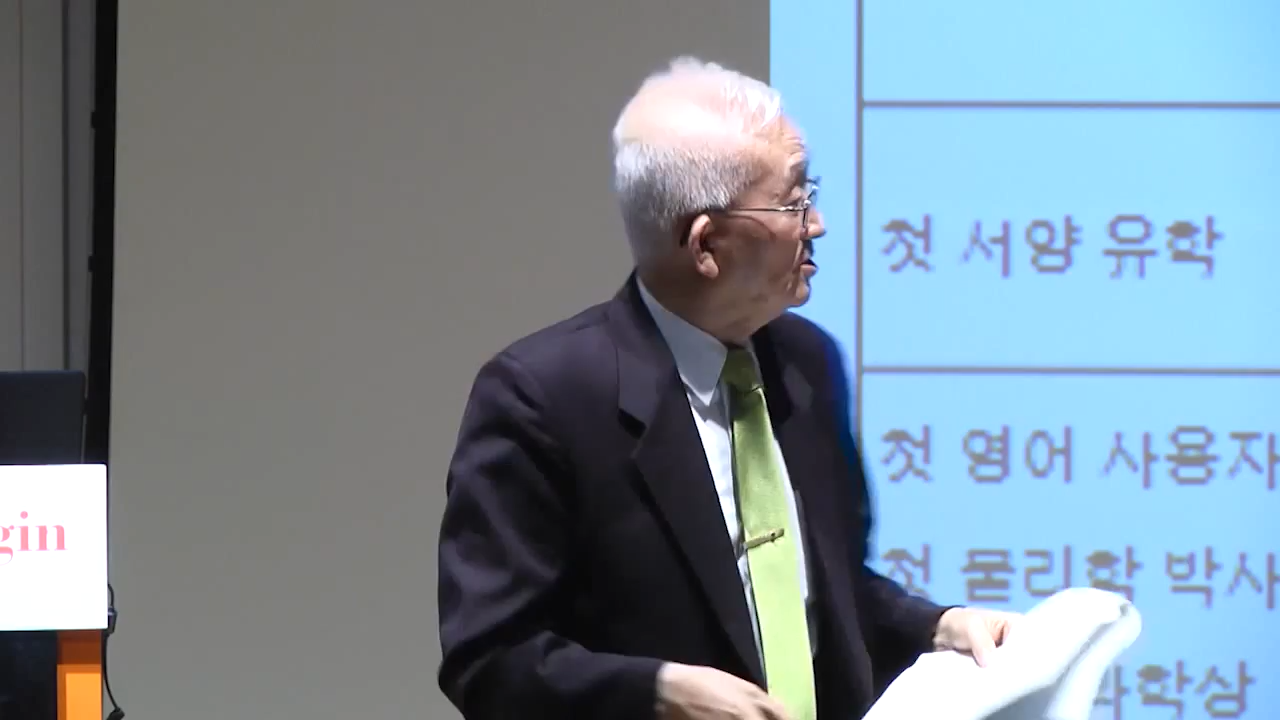 첫 서양 유학
첫 영어 사용자
첫 물리학 박사
과학상
gin